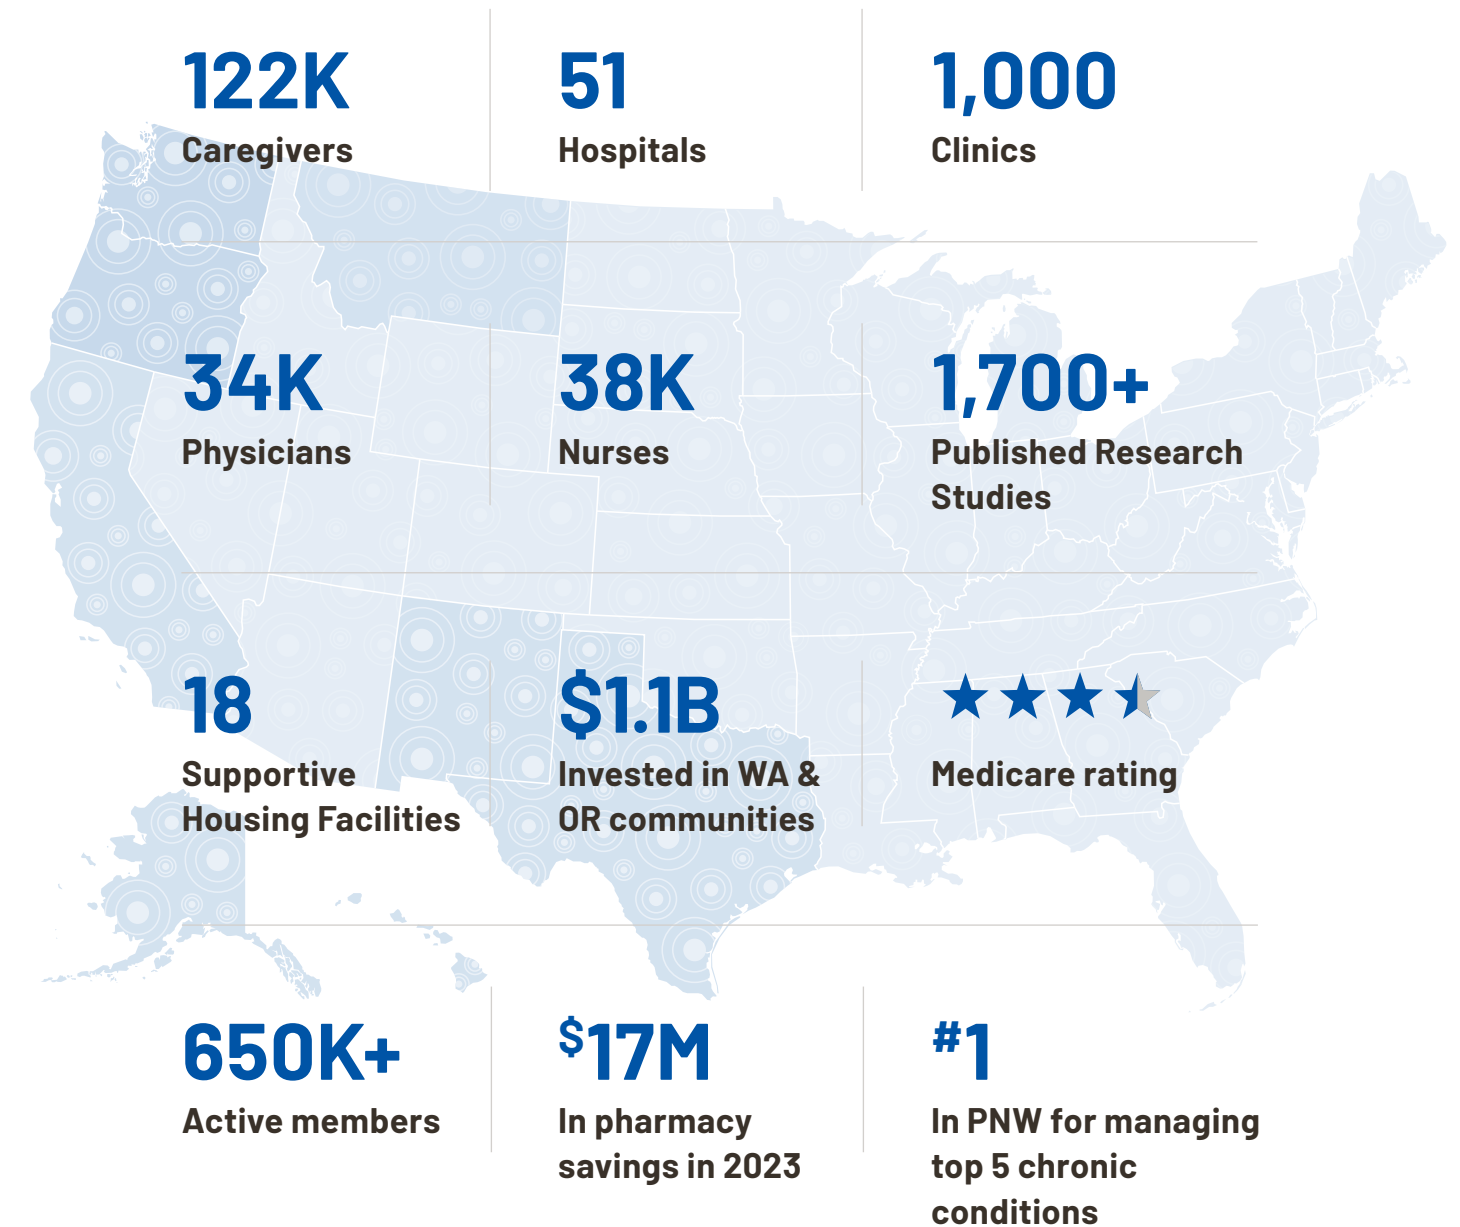 122K
Caregivers
51
Hospitals
1,000
Clinics
34K
Physicians
38K
Nurses
1,700+
Published Research
Studies
18
Supportive
Housing Facilities
$1.1B
Invested in WA &
OR communities
Medicare rating
650K+
Active members
$17M
In pharmacy
savings in 2023
#1
In PNW for managing
top 5 chronic
conditions